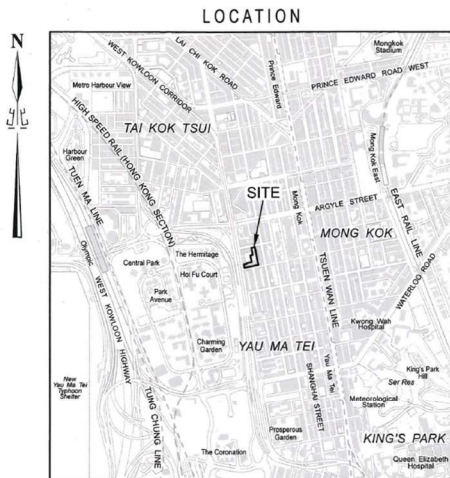 LOCATION
N
Mongkok
Stadium
LAI CHI KOK ROAD
WEST KOWLOON
CORRIDOR
Prince Edward
PRINCE EDWARD ROAD WEST
Metro Harbour View
TAI KOK TSUI
HIGH SPEED RAIL (HONG KONG SECTION)
Harbour
Green
TUEN MA LINE
Mong Kok East
EAST RAIL LINE
SITE
Mong Kok
ARGYLE STREET
MONG KOK
Olympic
The Hermitage
Central Park
Hoi Fu Court
TSUEN WAN LINE
WATERLOO ROAD
WEST KOWLOON HIGHWAY
Park
Avenue
Kwong Wah
Hospital
Charming
Garden
YAU MA TEI
Yau Ma Tei
SHANGHAI STREET
King's Park
Hill
Ser Res
New
Yau Ma Tei
Typhoon
Shelter
Meteorological
Station
TUNG CHUNG LINE
Prosperous
Garden
KING'S PARK
The Coronation
Queen Elizabeth
Hospital